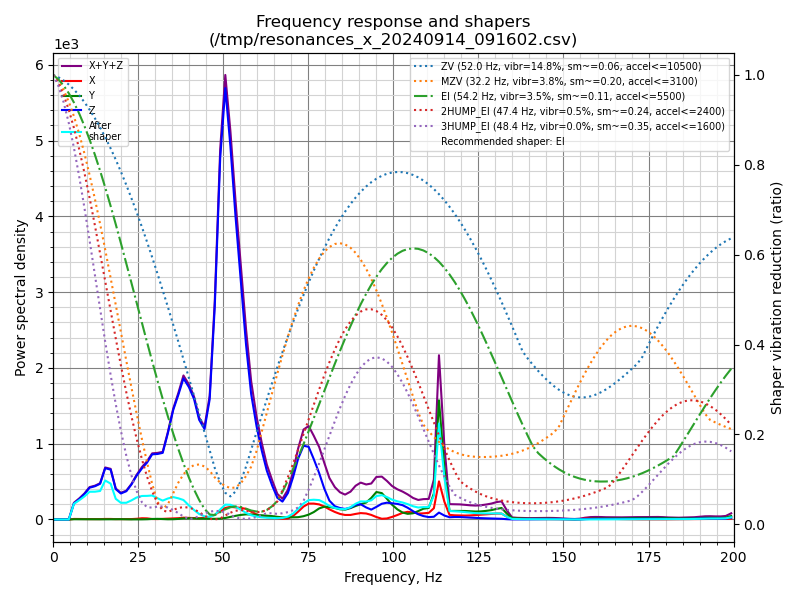 Frequency response and shapers
(/tmp/resonances_x_20240914_091602.csv)
1e3
X+Y+Z
X
Y
Z
After
shaper
ZV (52.0 Hz, vibr=14.8%, sm~=0.06, accel<=10500)
MZV (32.2 Hz, vibr=3.8%, sm~=0.20, accel<=3100)
EI (54.2 Hz, vibr=3.5%, sm~=0.11, accel<=5500)
2HUMP_EI (47.4 Hz, vibr=0.5%, sm~=0.24, accel<=2400)
3HUMP_EI (48.4 Hz, vibr=0.0%, sm~=0.35, accel<=1600)
Recommended shaper: EI
Power spectral density
6
5
4
3
2
1
0
1.0
0.8
0.6
0.4
0.2
0.0
Shaper vibration reduction (ratio)
0 25 50 75 100 125 150 175 200
Frequency, Hz